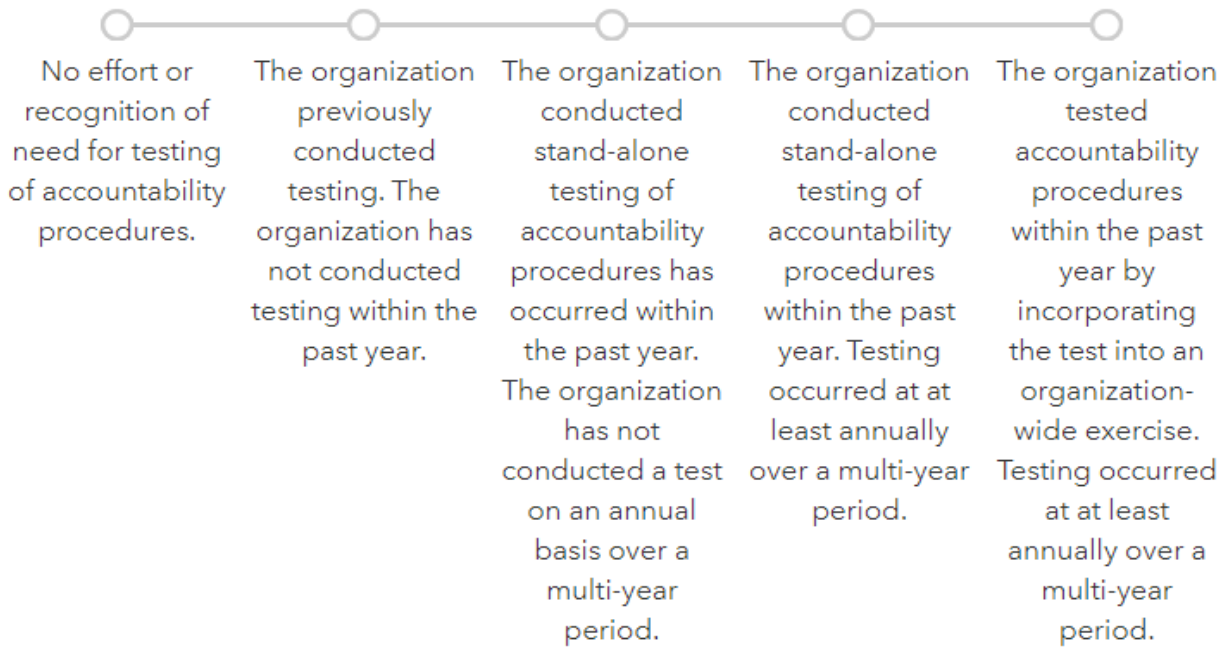 No effort or
recognition of
need for testing
of accountability
procedures.
The organization
previously
conducted
testing. The
organization has
not conducted
testing within the
past year.
The organization
conducted
stand-alone
testing of
accountability
procedures has
occurred within
the past year.
The organization
has not
conducted a test
on an annual
basis over a
multi-year
period.
The organization
conducted
stand-alone
testing of
accountability
procedures
within the past
year. Testing
occurred at at
least annually
over a multi-year
period.
The organization
tested
accountability
procedures
within the past
year by
incorporating
the test into an
organization-
wide exercise.
Testing occurred
at at least
annually over a
multi-year
period.